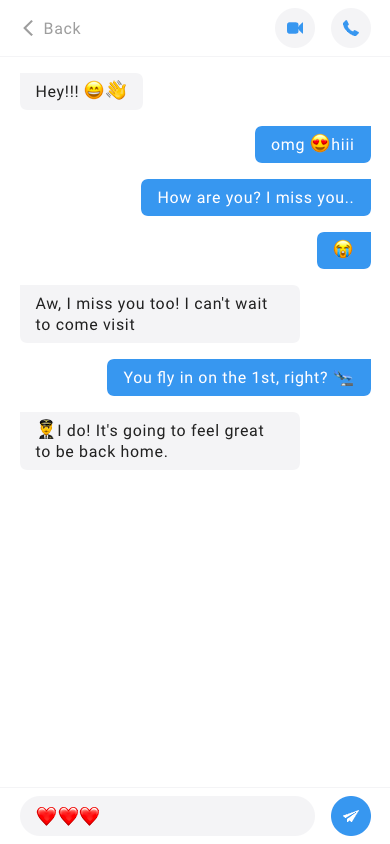 Back
Hey!!! 😄👋
omg 😍hiii
How are you? I miss you..
😭
Aw, I miss you too! I can't wait
to come visit
You fly in on the 1st, right? 🛬
👨‍✈️I do! It's going to feel great
to be back home.
❤️❤️❤️